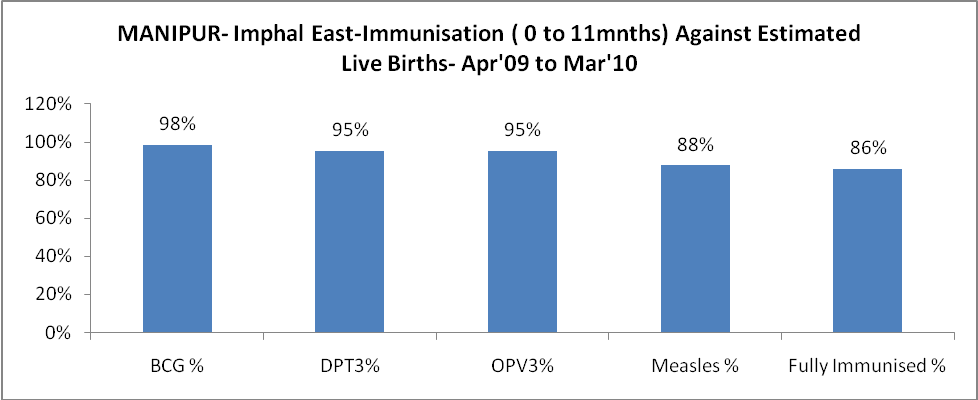 MANIPUR- Imphal East-Immunisation ( 0 to 11mnths) Against Estimated
Live Births- Apr'09 to Mar'10
120%
100%
80%
60%
40%
20%
0%
98%
95%
95%
88%
86%
BCG %
DPT3%
OPV3%
Measles %
Fully Immunised %